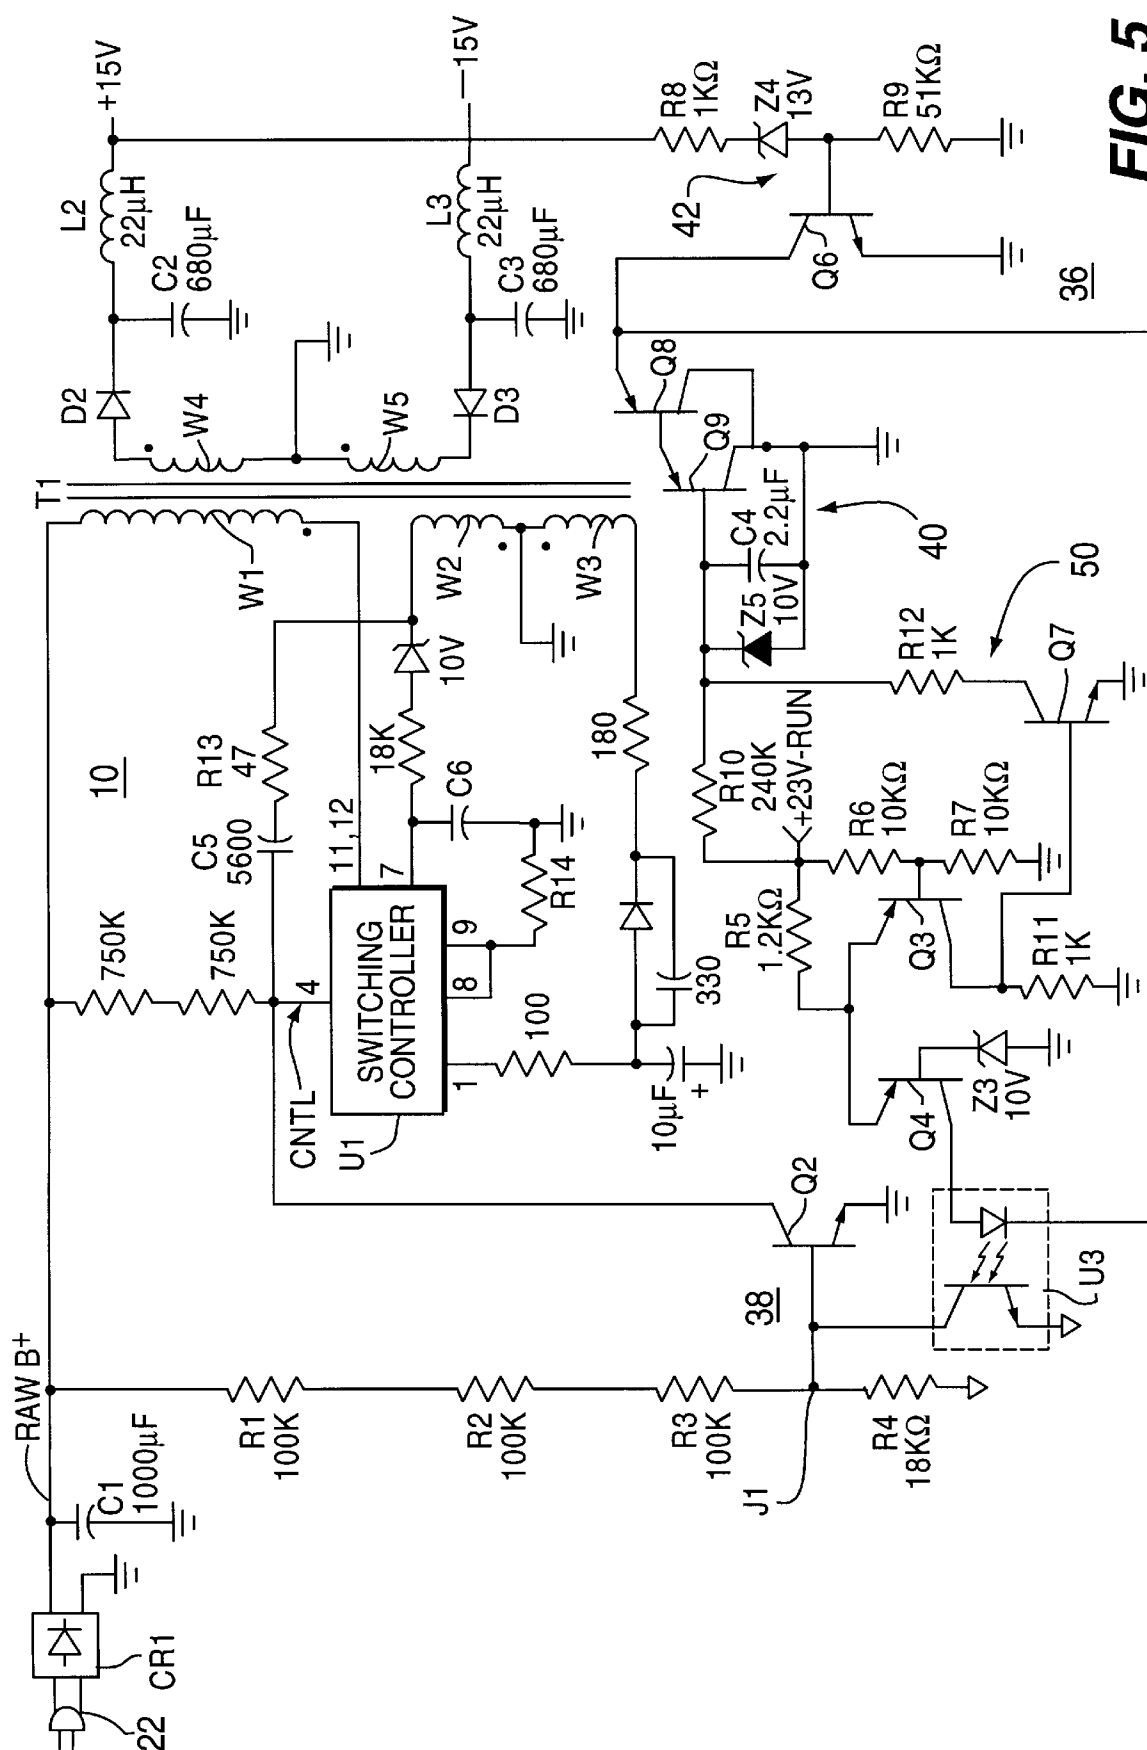 22
CR1
RAW B+
C1
1000µF
R1
100K
R2
100K
R3
100K
J1
R4
18KΩ
38
Q2
U3
750K
750K
CNTL
4
U1
SWITCHING
CONTROLLER
1
8
9
7
11,12
C5
5600
R13
47
10
18K
10V
C6
R14
100
10µF
+
330
180
W1
W2
W3
T1
W4
W5
D2
D3
C2
680µF
L2
22µH
+15V
C3
680µF
L3
22µH
−15V
R8
1KΩ
Z4
13V
R9
51KΩ
42
Q6
36
Q8
Q9
C4
2.2µF
Z5
10V
40
R10
240K
+23V-RUN
R12
1K
50
Q7
R5
1.2KΩ
R6
10KΩ
R7
10KΩ
Q3
R11
1K
Q4
Z3
10V
FIG. 5